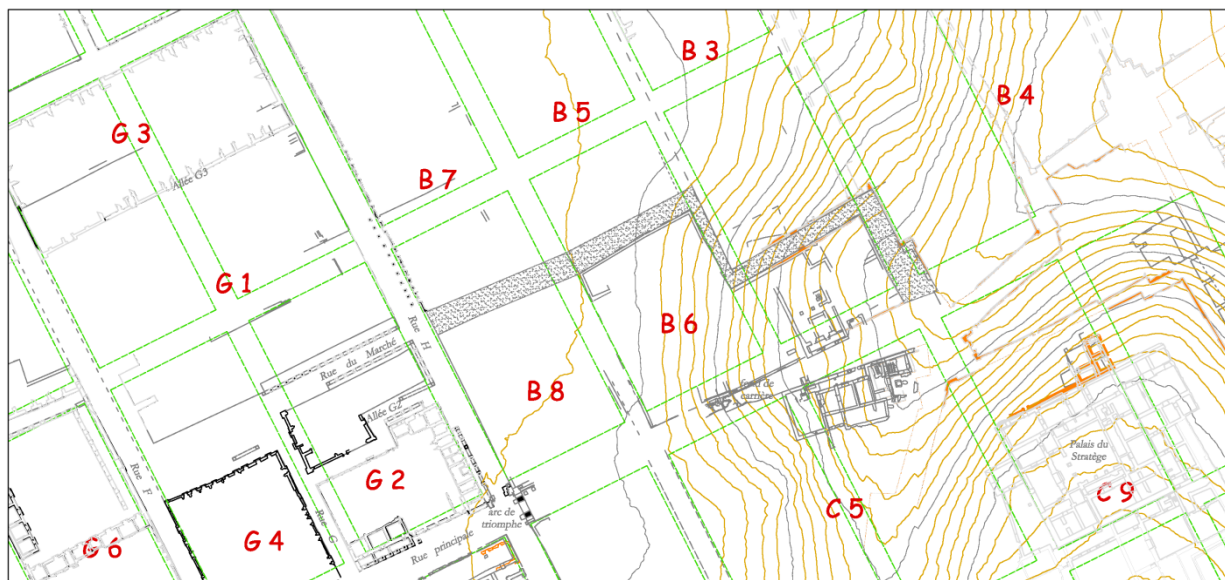 B 3
B 4
B 5
G 3
Allée G3
B 7
G 1
Rue H
B 6
Rue du Marché
fond de
carrière
B 8
Allée G2
Palais du
Stratège
Rue F
G 2
C 9
arc de
triomphe
C 5
Rue G
G 4
G 6
Rue principale